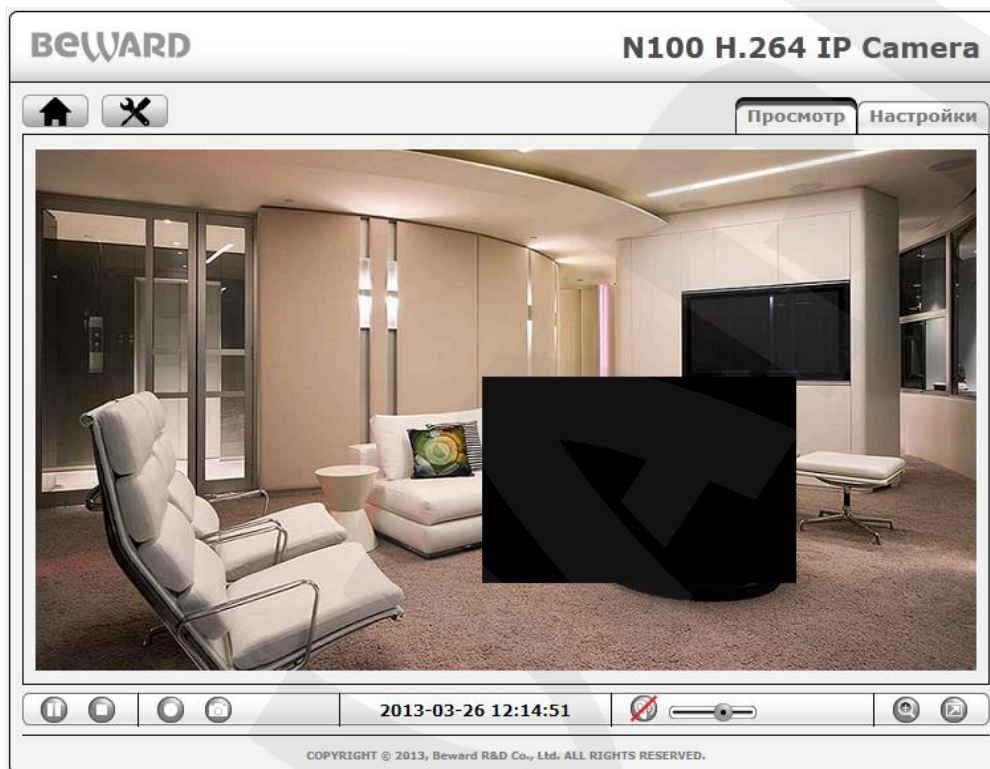 BEWARD
N100 H.264 IP Camera
Просмотр Настройки
2013-03-26 12:14:51
COPYRIGHT © 2013, Beward R&D Co., Ltd. ALL RIGHTS RESERVED.